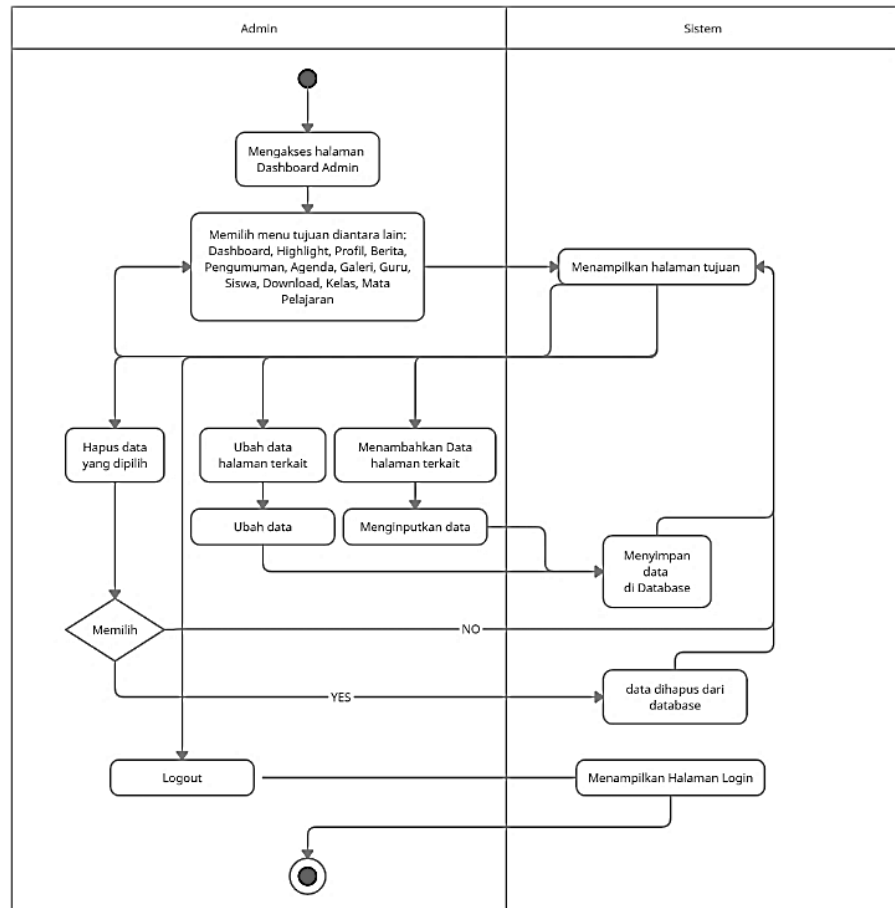 Admin
Sistem
Mengakses halaman
Dashboard Admin
Memilih menu tujuan diantara lain:
Dashboard, Highlight, Profil, Berita,
Pengumuman, Agenda, Galeri, Guru,
Siswa, Download, Kelas, Mata
Pelajaran
Menampilkan halaman tujuan
Hapus data
yang dipilih
Ubah data
halaman terkait
Menambahkan Data
halaman terkait
Ubah data
Menginputkan data
Menyimpan
data
di Database
Memilih
NO
YES
data dihapus dari
database
Logout
Menampilkan Halaman Login